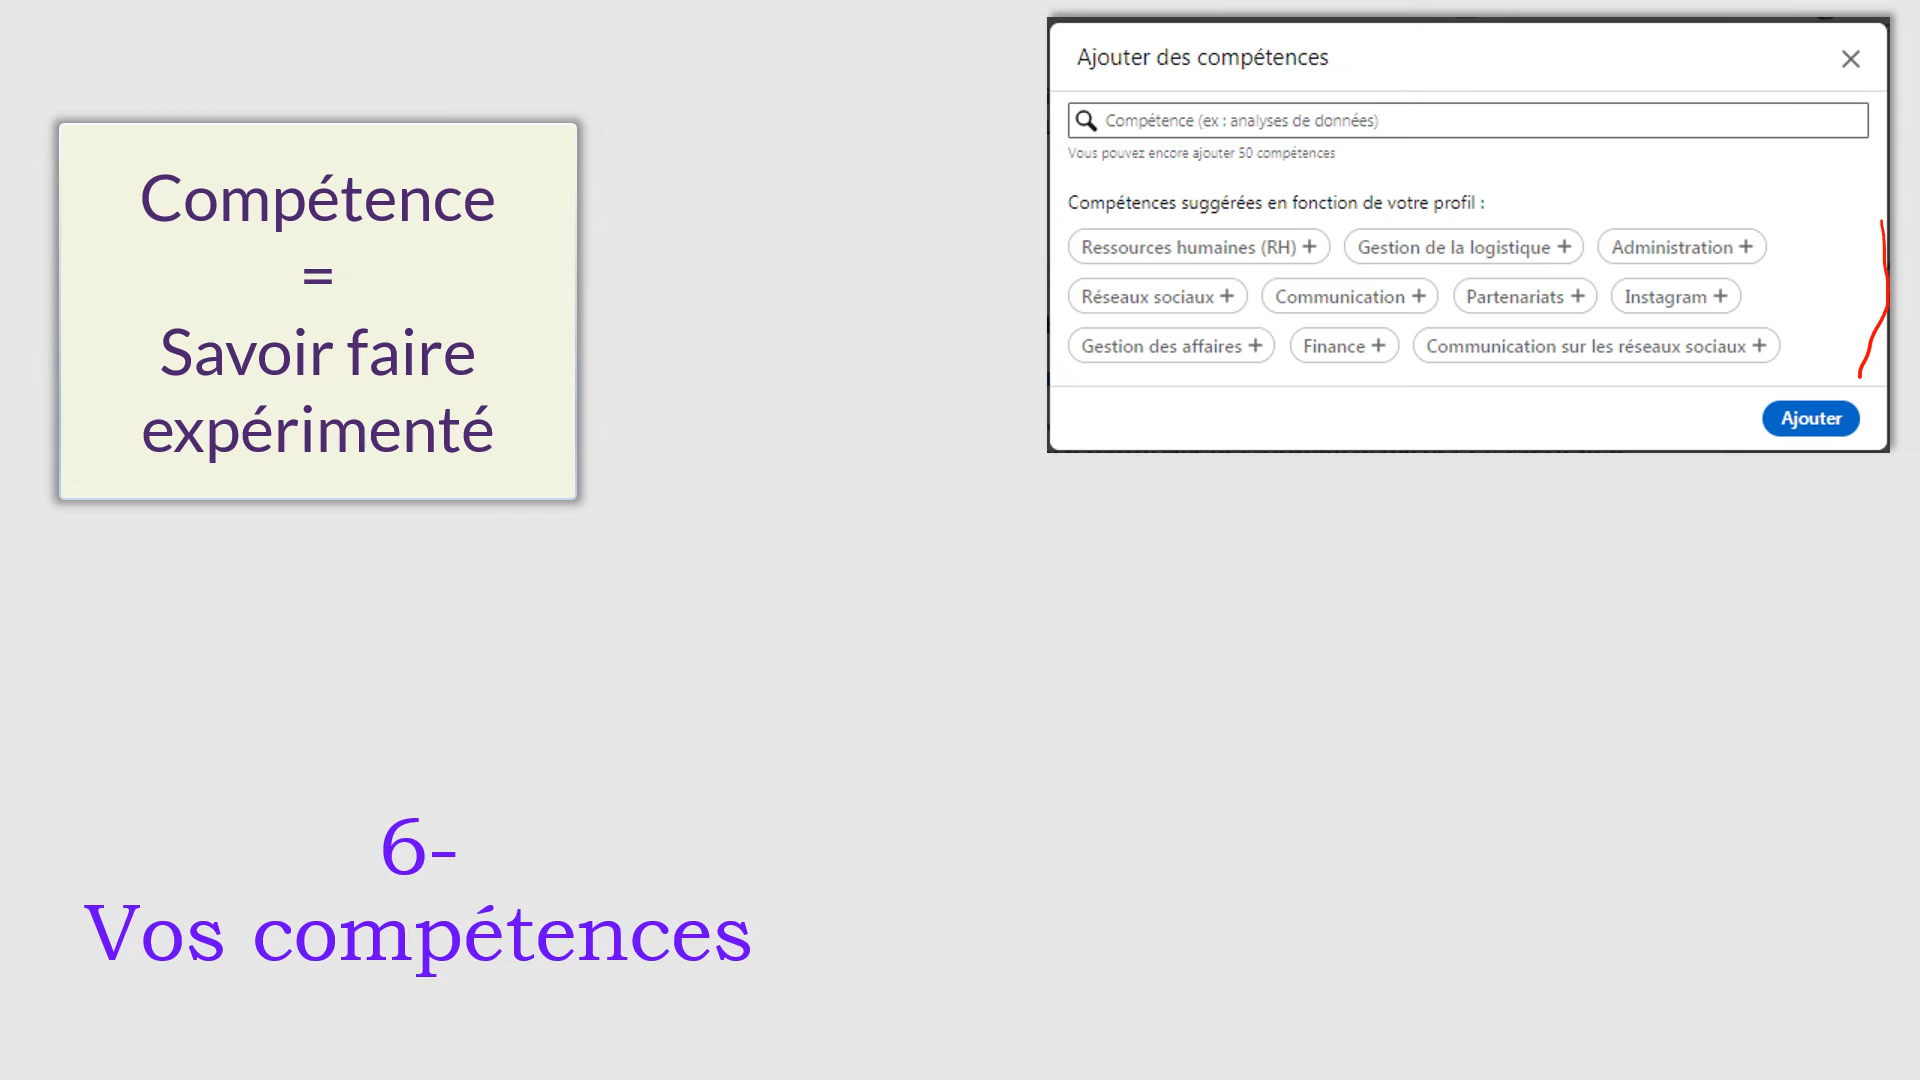 Compétence
=
Savoir faire
expérimenté
Ajouter des compétences
Compétence (ex : analyses de données)
Vous pouvez encore ajouter 50 compétences
Compétences suggérées en fonction de votre profil :
Ressources humaines (RH) + Gestion de la logistique + Administration +
Réseaux sociaux + Communication + Partenariats + Instagram +
Gestion des affaires + Finance + Communication sur les réseaux sociaux +
Ajouter
6-
Vos compétences